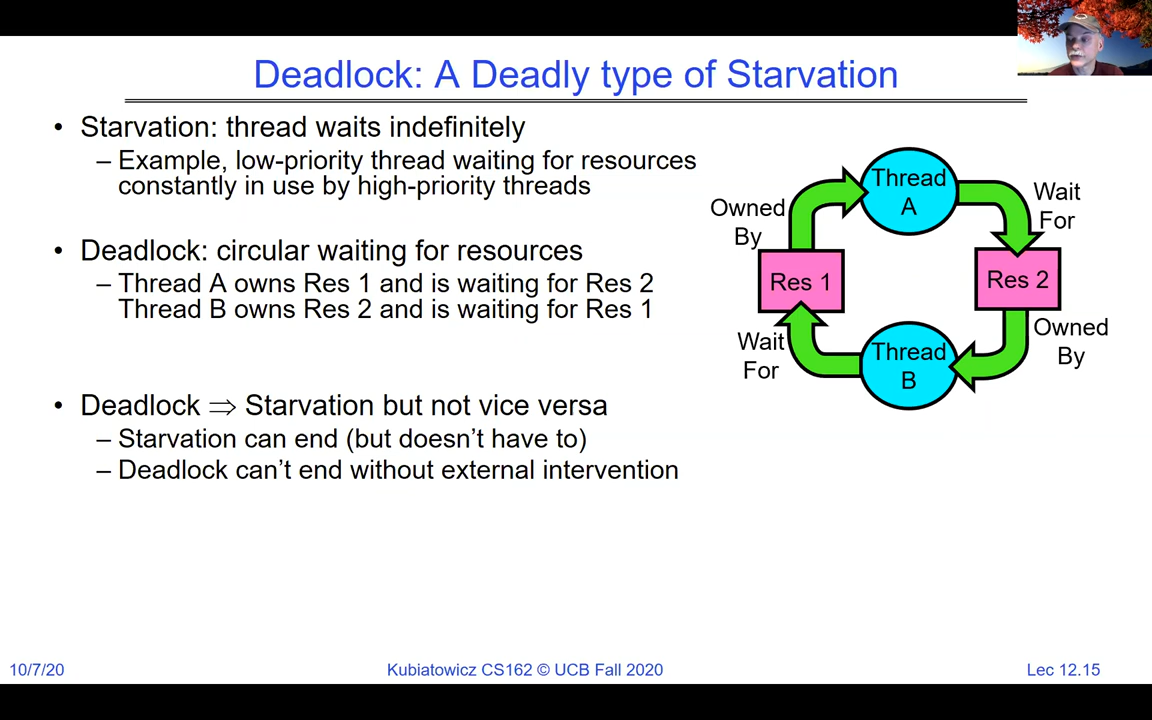 Deadlock: A Deadly type of Starvation
• Starvation: thread waits indefinitely
– Example, low-priority thread waiting for resources
constantly in use by high-priority threads
• Deadlock: circular waiting for resources
– Thread A owns Res 1 and is waiting for Res 2
Thread B owns Res 2 and is waiting for Res 1
• Deadlock ⇒ Starvation but not vice versa
– Starvation can end (but doesn't have to)
– Deadlock can't end without external intervention
Thread
A
Wait
For
Owned
By
Res 1
Res 2
Wait
For
Owned
By
Thread
B
10/7/20
Kubiatowicz CS162 © UCB Fall 2020
Lec 12.15